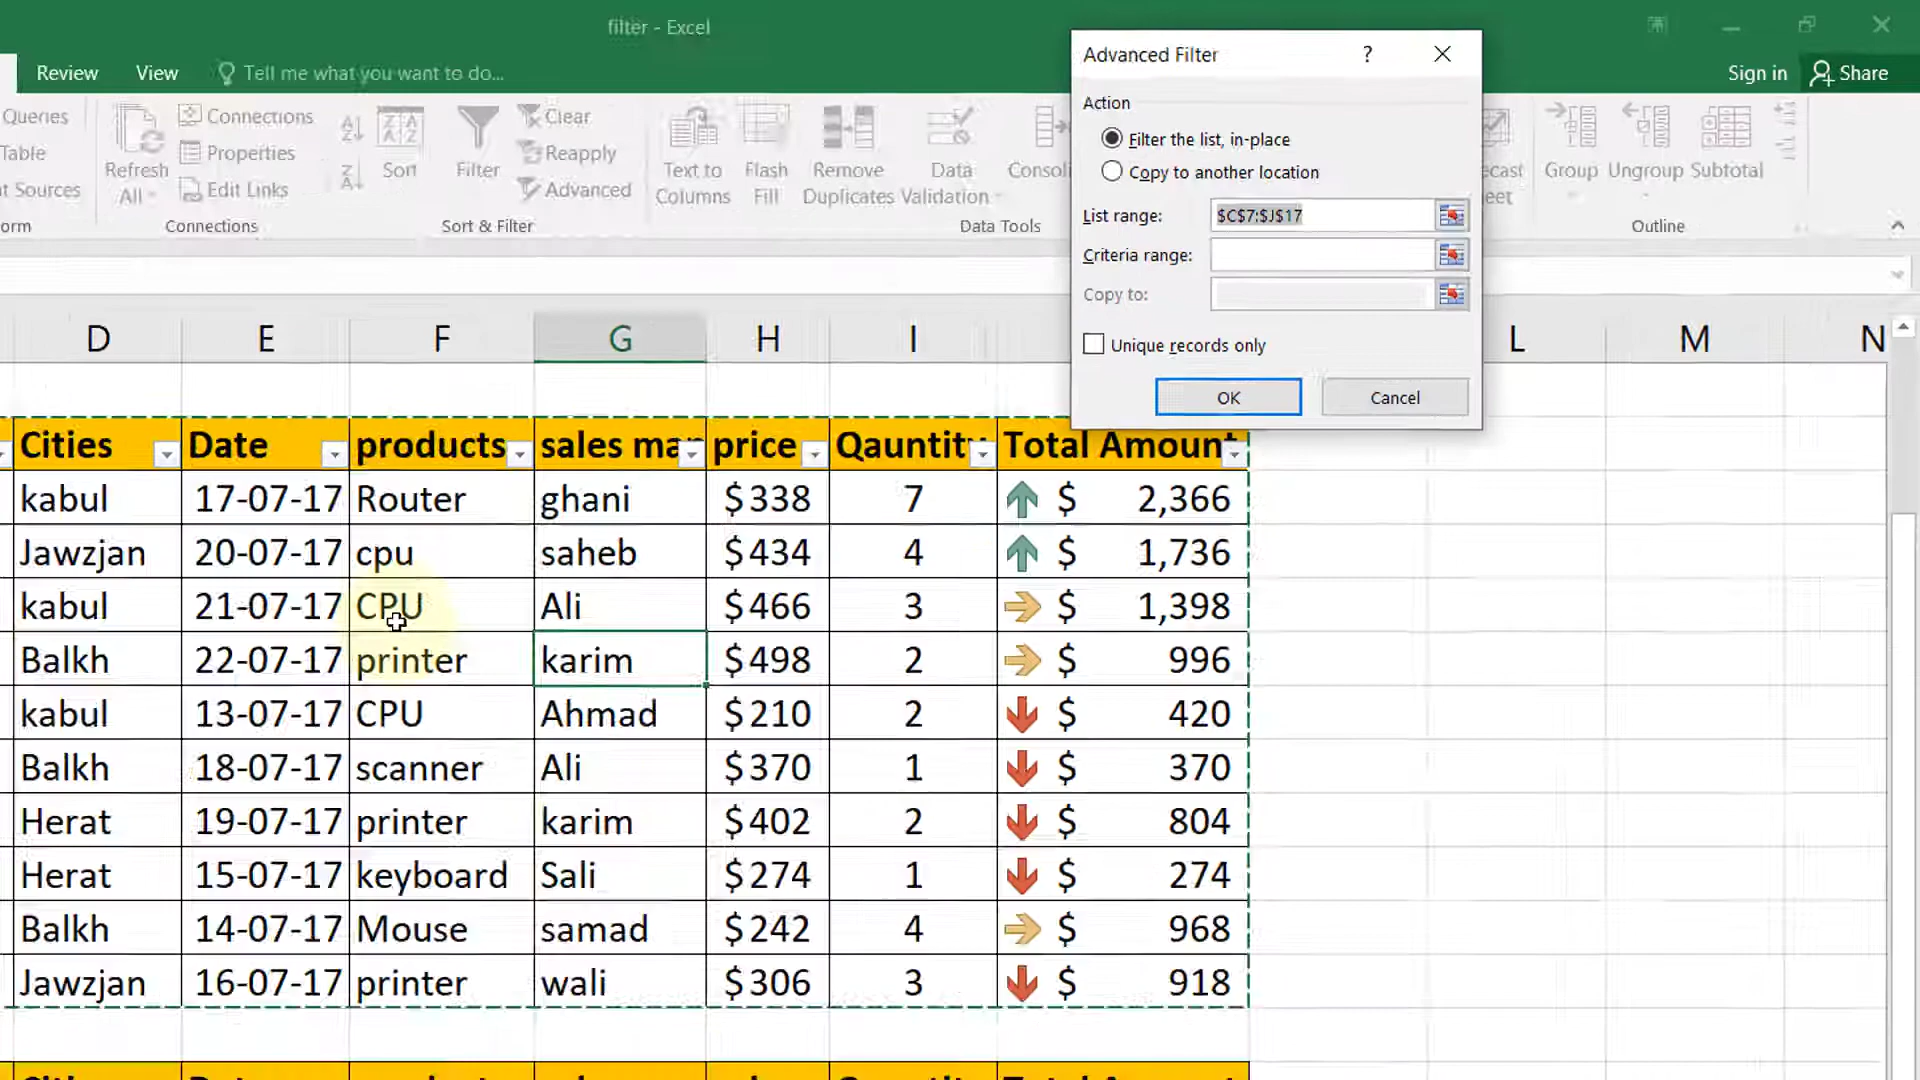 filter - Excel
Review View Tell me what you want to do... Sign in Share
Queries
Table
t Sources
orm
Refresh
All
Connections
Properties
Edit Links
Connections
Sort
Filter
Clear
Reapply
Advanced
Sort & Filter
Text to
Columns
Flash
Fill
Remove
Duplicates
Data
Validation
Consoli
Data Tools
ecast
eet
Group
Ungroup
Subtotal
Outline
Advanced Filter ?
Action
Filter the list, in-place
Copy to another location
List range: $C$7:$J$17
Criteria range:
Copy to:
Unique records only
OK Cancel
D E F G H I L M N
Cities Date products sales ma price Qauntit Total Amount
kabul 17-07-17 Router ghani $338 7 $ 2,366
Jawzjan 20-07-17 cpu saheb $434 4 $ 1,736
kabul 21-07-17 CPU Ali $466 3 $ 1,398
Balkh 22-07-17 printer karim $498 2 $ 996
kabul 13-07-17 CPU Ahmad $210 2 $ 420
Balkh 18-07-17 scanner Ali $370 1 $ 370
Herat 19-07-17 printer karim $402 2 $ 804
Herat 15-07-17 keyboard Sali $274 1 $ 274
Balkh 14-07-17 Mouse samad $242 4 $ 968
Jawzjan 16-07-17 printer wali $306 3 $ 918